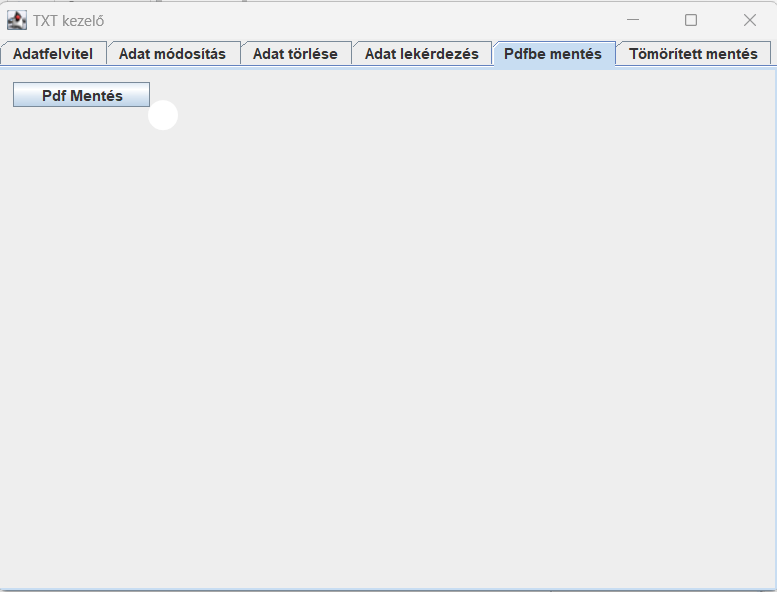 TXT kezelő
Adatfelvitel Adat módosítás Adat törlése Adat lekérdezés Pdfbe mentés Tömörített mentés
Pdf Mentés